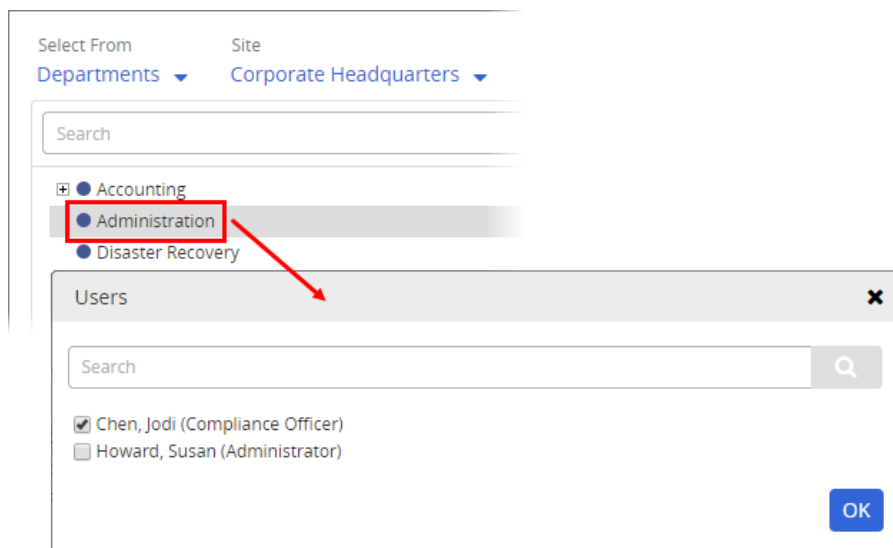 Select From Site
Departments Corporate Headquarters
Search
Accounting
Administration
Disaster Recovery
Users
Search
Chen, Jodi (Compliance Officer)
Howard, Susan (Administrator)
OK